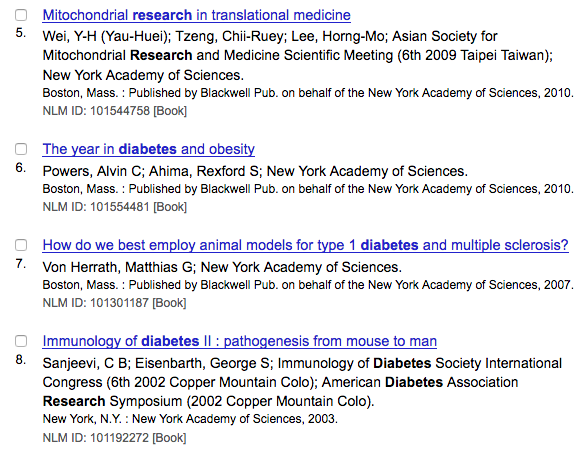 Mitochondrial research in translational medicine
5. Wei, Y-H (Yau-Huei); Tzeng, Chii-Ruey; Lee, Horng-Mo; Asian Society for
Mitochondrial Research and Medicine Scientific Meeting (6th 2009 Taipei Taiwan);
New York Academy of Sciences.
Boston, Mass. : Published by Blackwell Pub. on behalf of the New York Academy of Sciences, 2010.
NLM ID: 101544758 [Book]
The year in diabetes and obesity
6. Powers, Alvin C; Ahima, Rexford S; New York Academy of Sciences.
Boston, Mass. : Published by Blackwell Pub. on behalf of the New York Academy of Sciences, 2010.
NLM ID: 101554481 [Book]
How do we best employ animal models for type 1 diabetes and multiple sclerosis?
7. Von Herrath, Matthias G; New York Academy of Sciences.
Boston, Mass. : Published by Blackwell Pub. on behalf of the New York Academy of Sciences, 2007.
NLM ID: 101301187 [Book]
Immunology of diabetes II : pathogenesis from mouse to man
8. Sanjeevi, C B; Eisenbarth, George S; Immunology of Diabetes Society International
Congress (6th 2002 Copper Mountain Colo); American Diabetes Association
Research Symposium (2002 Copper Mountain Colo).
New York, N.Y. : New York Academy of Sciences, 2003.
NLM ID: 101192272 [Book]